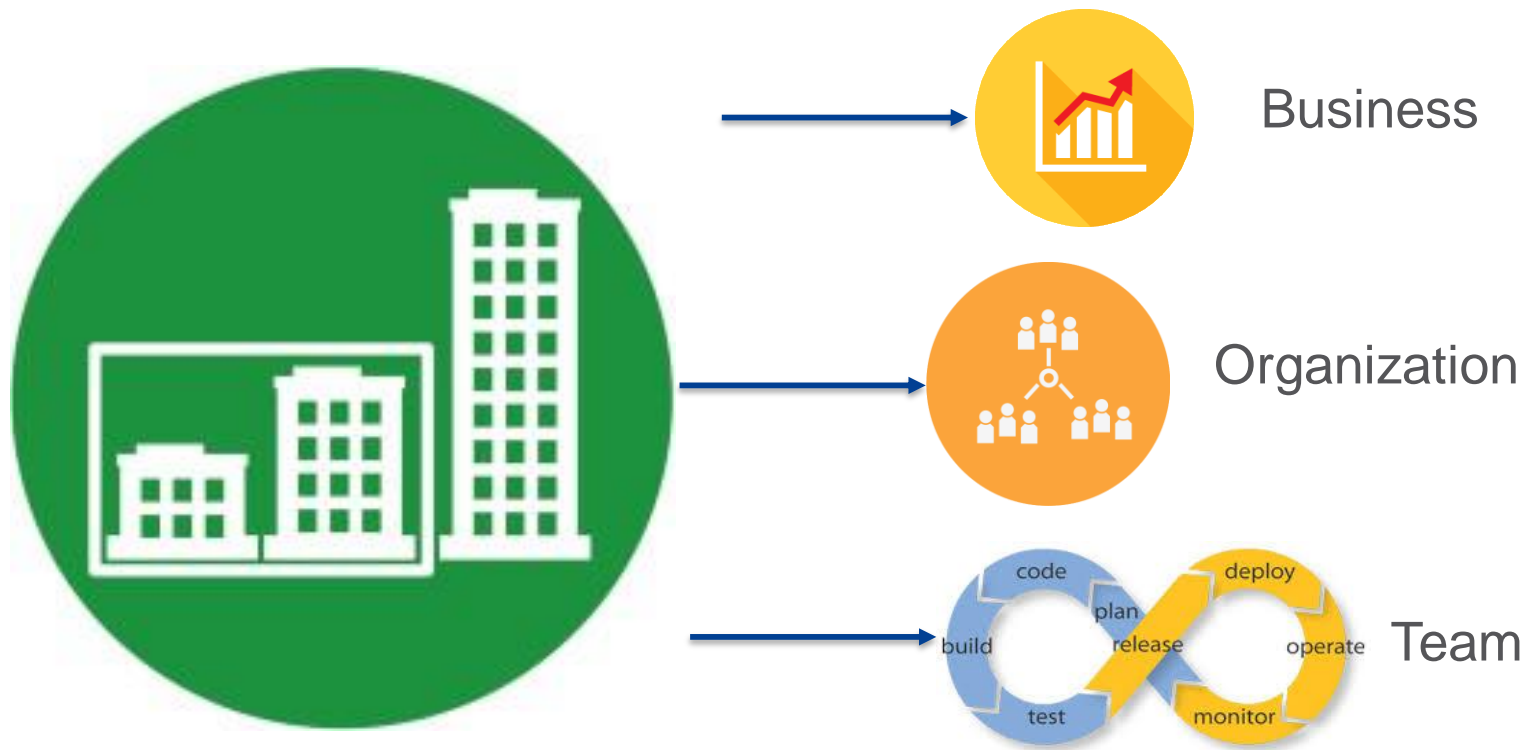 Business
Organization
code
deploy
plan
build
release
operate
Team
test
monitor